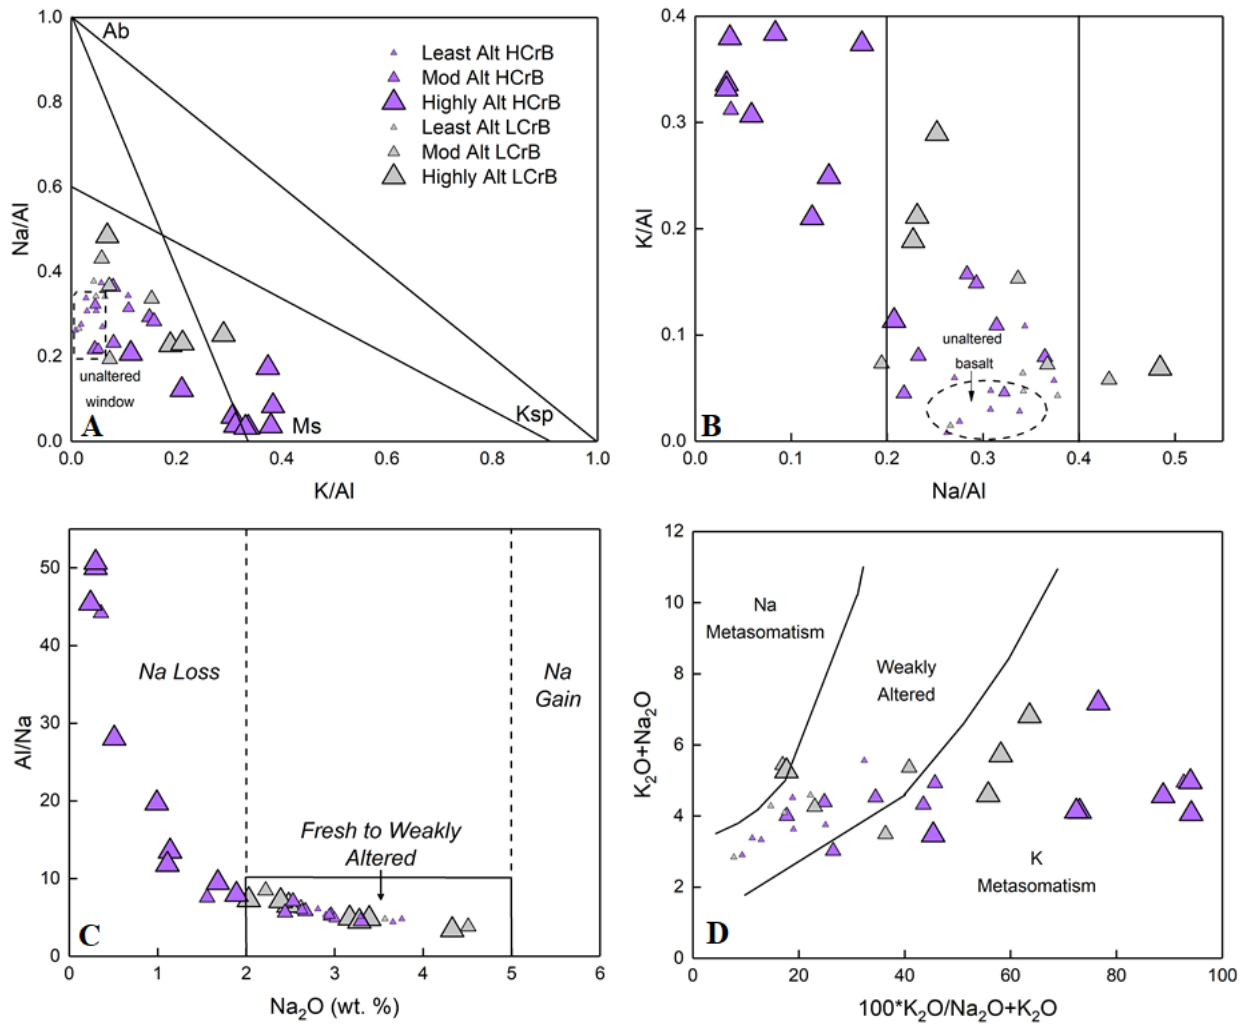 1.0
0.8
0.6
0.4
0.2
0.0
Na/Al
0.0
0.2
0.4
0.6
0.8
1.0
K/Al
Ab
Least Alt HCrB
Mod Alt HCrB
Highly Alt HCrB
Least Alt LCrB
Mod Alt LCrB
Highly Alt LCrB
unaltered
window
A
Ms
Ksp
0.4
0.3
0.2
0.1
0.0
K/Al
0.0
0.1
0.2
0.3
0.4
0.5
Na/Al
unaltered
basalt
B
50
40
30
20
10
0
Al/Na
0
1
2
3
4
5
6
Na2O (wt. %)
Na Loss
Na
Gain
Fresh to Weakly
Altered
C
12
10
8
6
4
2
0
K2O+Na2O
0
20
40
60
80
100
100*K2O/Na2O+K2O
Na
Metasomatism
Weakly
Altered
K
Metasomatism
D